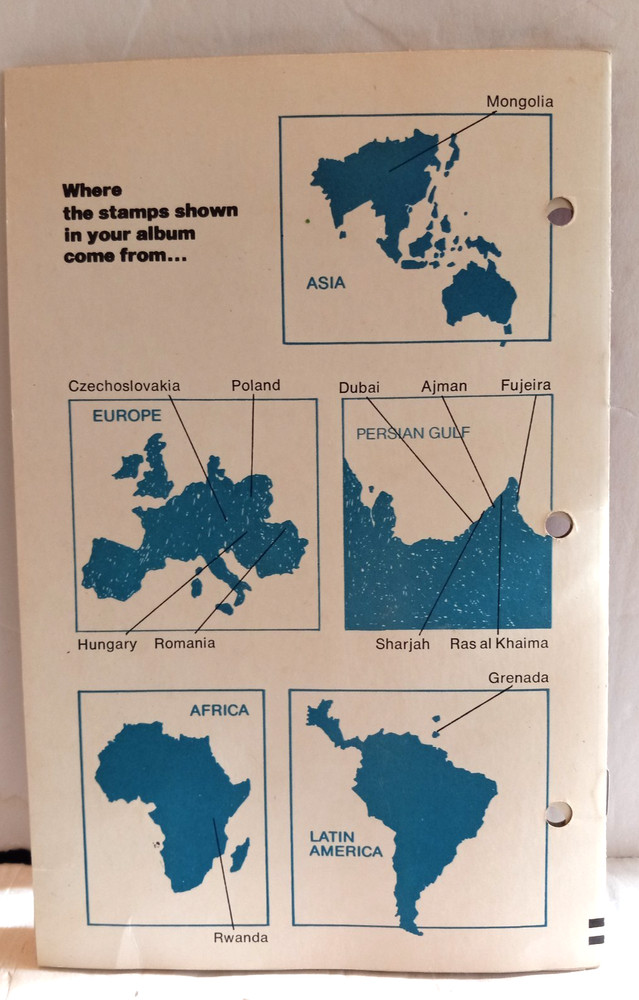 Mongolia
Where
the stamps shown
in your album
come from...
ASIA
Czechoslovakia
Poland
Dubai
Ajman
Fujeira
EUROPE
PERSIAN GULF
Hungary
Romania
Sharjah
Ras al Khaima
Grenada
AFRICA
LATIN
AMERICA
Rwanda